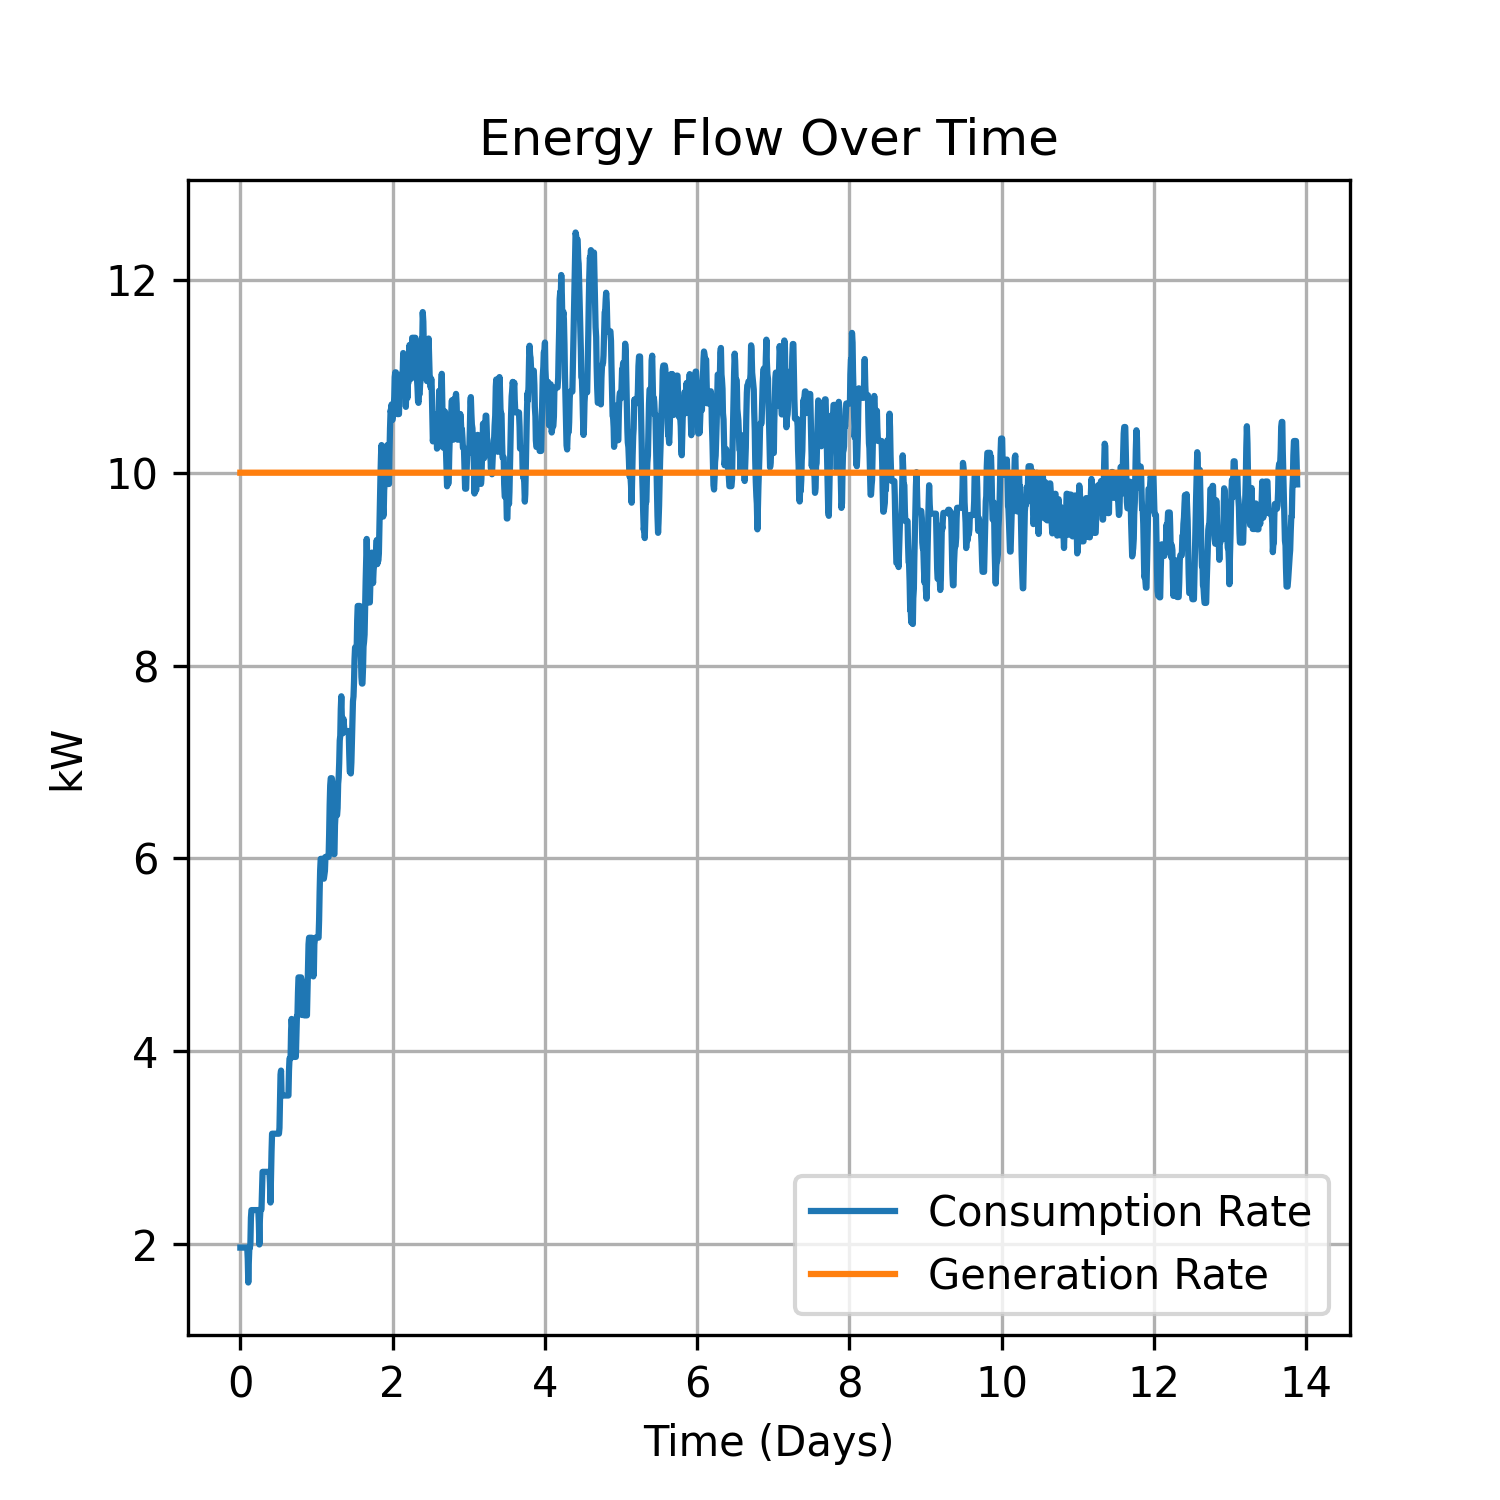 Energy Flow Over Time
kW
12
10
8
6
4
2
0 2 4 6 8 10 12 14
Time (Days)
Consumption Rate
Generation Rate